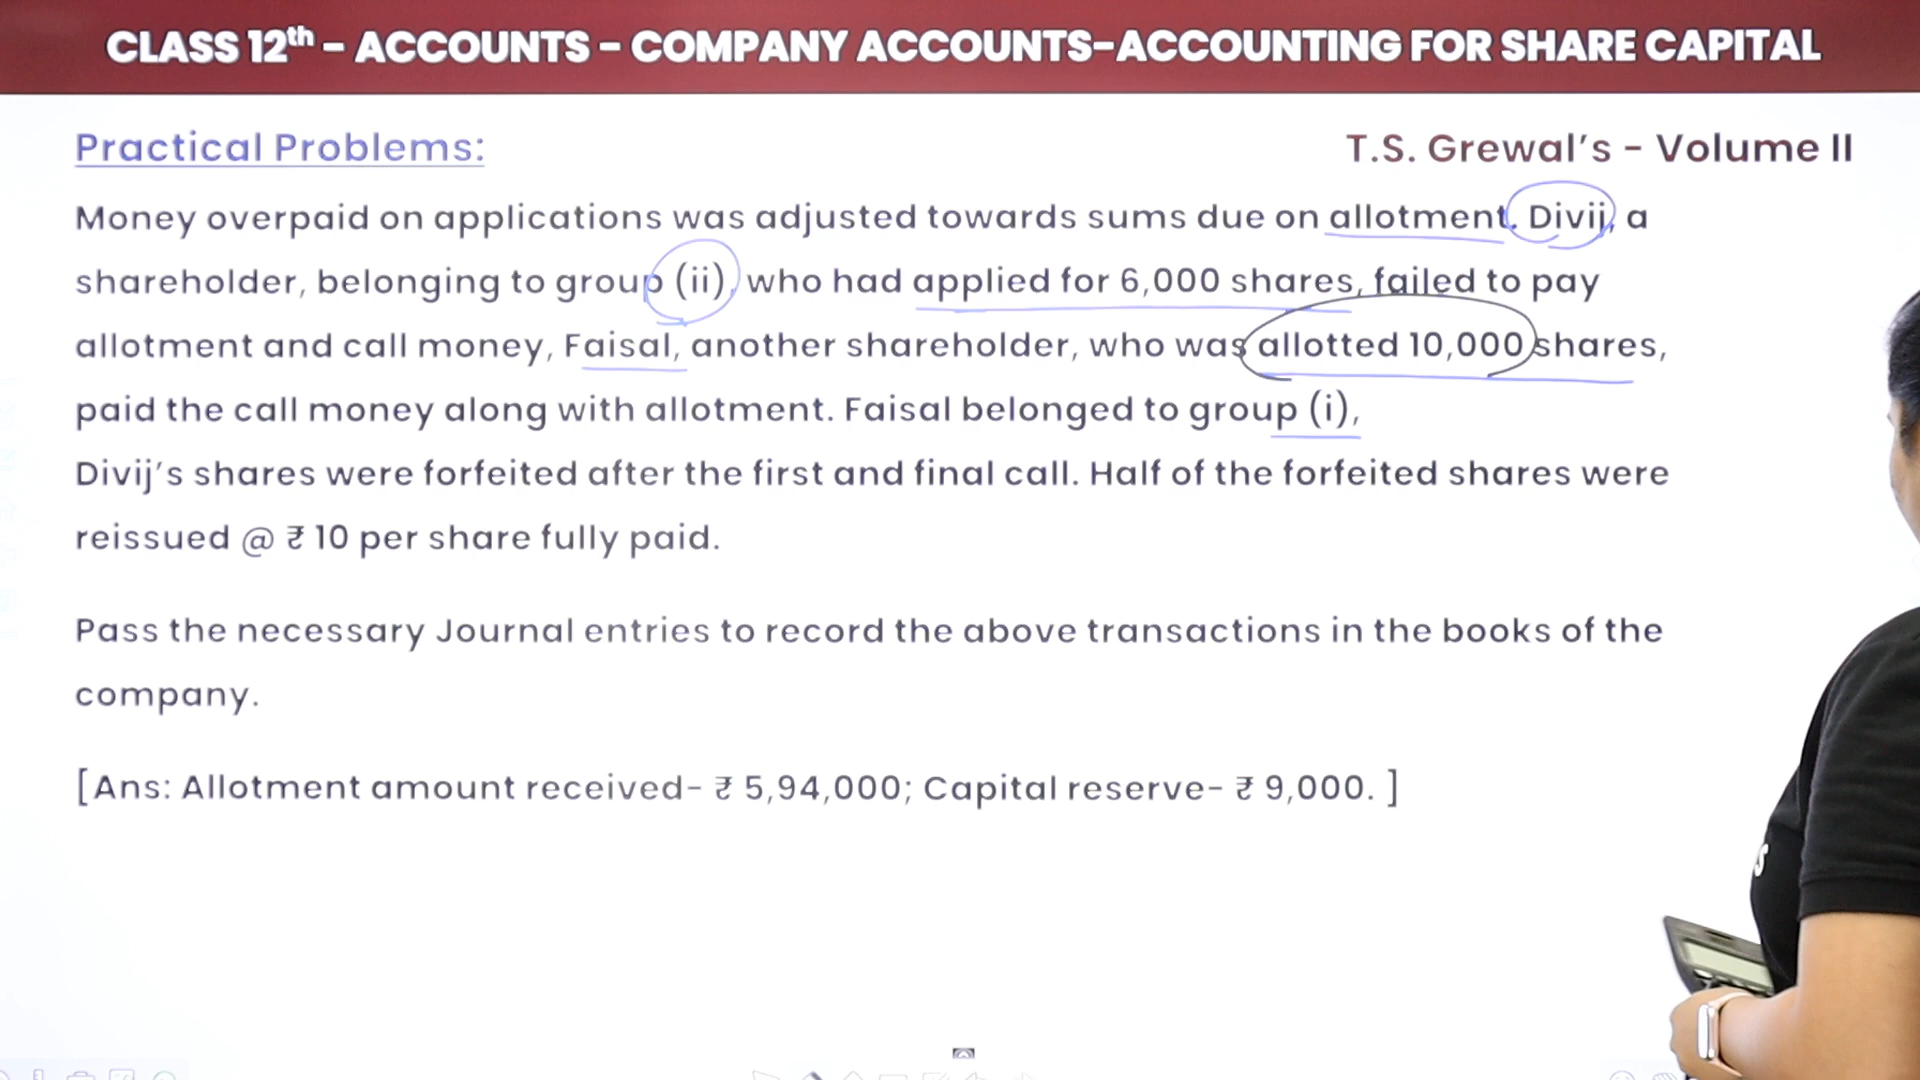 CLASS 12th - ACCOUNTS - COMPANY ACCOUNTS-ACCOUNTING FOR SHARE CAPITAL
Practical Problems:
T.S. Grewal's - Volume II
Money overpaid on applications was adjusted towards sums due on allotment. Divij, a
shareholder, belonging to group (ii), who had applied for 6,000 shares, failed to pay
allotment and call money, Faisal, another shareholder, who was allotted 10,000 shares,
paid the call money along with allotment. Faisal belonged to group (i),
Divij's shares were forfeited after the first and final call. Half of the forfeited shares were
reissued @ ₹ 10 per share fully paid.
Pass the necessary Journal entries to record the above transactions in the books of the
company.
[Ans: Allotment amount received- ₹ 5,94,000; Capital reserve- ₹ 9,000. ]